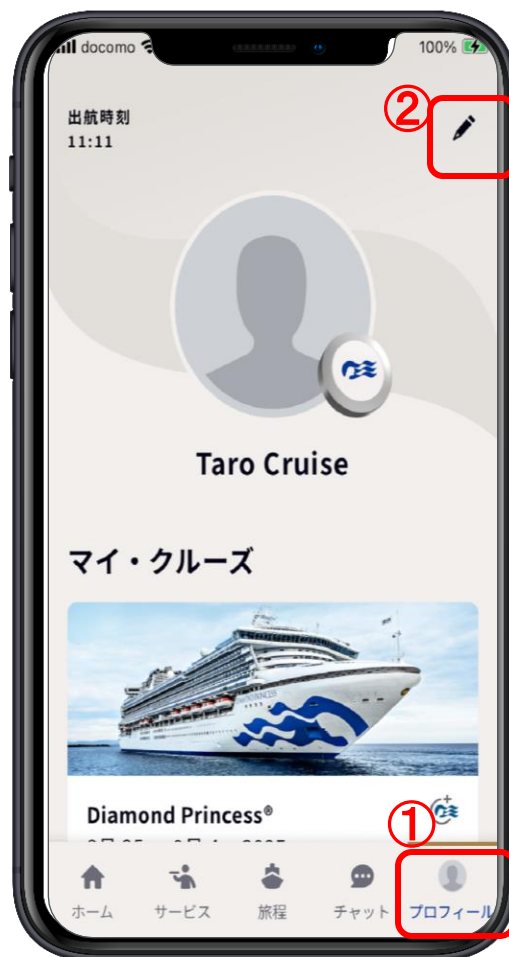 docomo
100%
出航時刻
11:11
②
Taro Cruise
マイ・クルーズ
Diamond Princess®
①
ホーム
サービス
旅程
チャット
プロフィール